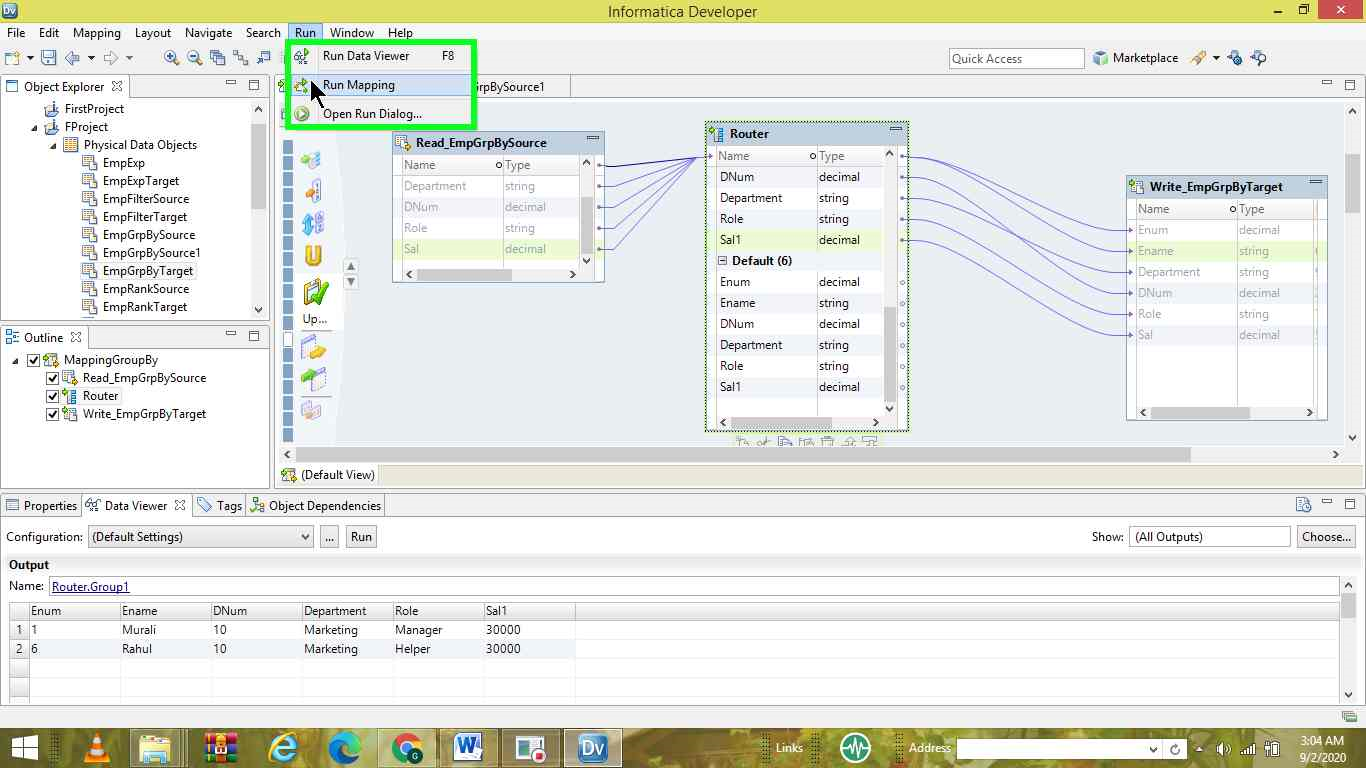 Dv
Informatica Developer
File Edit Mapping Layout Navigate Search Run Window Help
Run Data Viewer F8
Quick Access
Marketplace
Object Explorer
Run Mapping
GrpBySource1
Open Run Dialog...
FirstProject
FProject
Physical Data Objects
EmpExp
EmpExpTarget
EmpFilterSource
EmpFilterTarget
EmpGrpBySource
EmpGrpBySource1
EmpGrpByTarget
EmpRankSource
EmpRankTarget
Up...
Read_EmpGrpBySource
Name Type
Department string
DNum decimal
Role string
Sal decimal
Router
Name Type
DNum decimal
Department string
Role string
Sal1 decimal
Default (6)
Enum decimal
Ename string
DNum decimal
Department string
Role string
Sal1 decimal
Write_EmpGrpByTarget
Name Type
Enum decimal
Ename string
Department string
DNum decimal
Role string
Sal decimal
Outline
MappingGroupBy
Read_EmpGrpBySource
Router
Write_EmpGrpByTarget
(Default View)
Properties Data Viewer Tags Object Dependencies
Configuration: (Default Settings) ... Run Show: (All Outputs) Choose...
Output
Name: Router.Group1
Enum Ename DNum Department Role Sal1
1 1 Murali 10 Marketing Manager 30000
2 6 Rahul 10 Marketing Helper 30000
Links Address
3:04 AM
9/2/2020